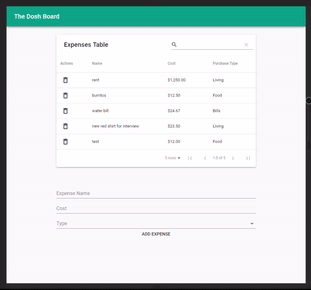 The Dosh Board
Expenses Table
Actions Name Cost Purchase Type
rent $1,250.00 Living
burritos $12.50 Food
water bill $24.67 Bills
new red shirt for interview $23.50 Living
test $12.00 Food
5 rows 1-5 of 5
Expense Name
Cost
Type
ADD EXPENSE